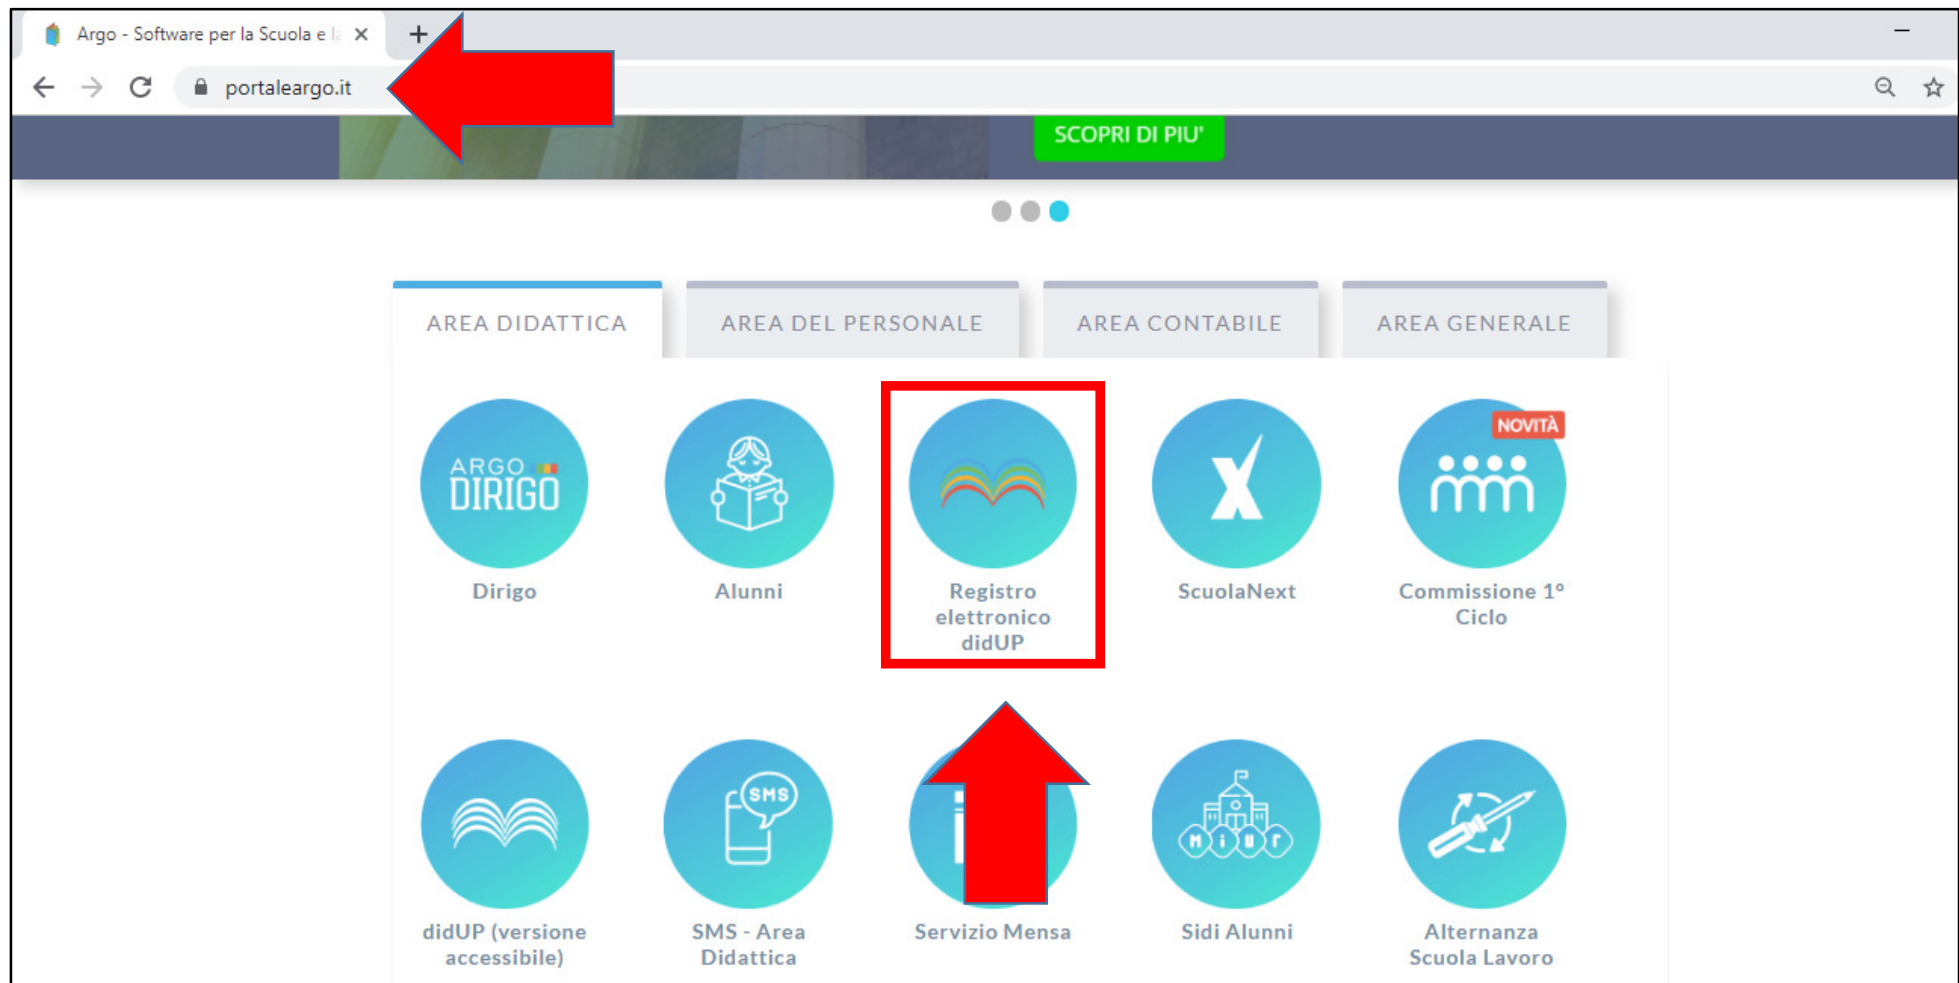 Argo - Software per la Scuola e la
portaleargo.it
SCOPRI DI PIU'
AREA DIDATTICA
AREA DEL PERSONALE
AREA CONTABILE
AREA GENERALE
ARGO
DIRIGO
Dirigo
Alunni
Registro
elettronico
didUP
ScuolaNext
NOVITÀ
Commissione 1°
Ciclo
didUP (versione
accessibile)
SMS
SMS - Area
Didattica
Servizio Mensa
MiUr
Sidi Alunni
Alternanza
Scuola Lavoro